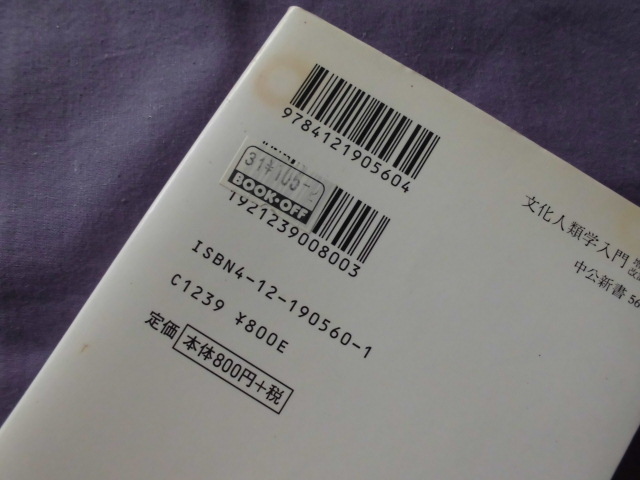 9784121905604
BOOK-OFF
1921239008003
ISBN4-12-190560-1
C1239 ¥800E
定価
本体800円+税
文化人類学入門
中公新書 56